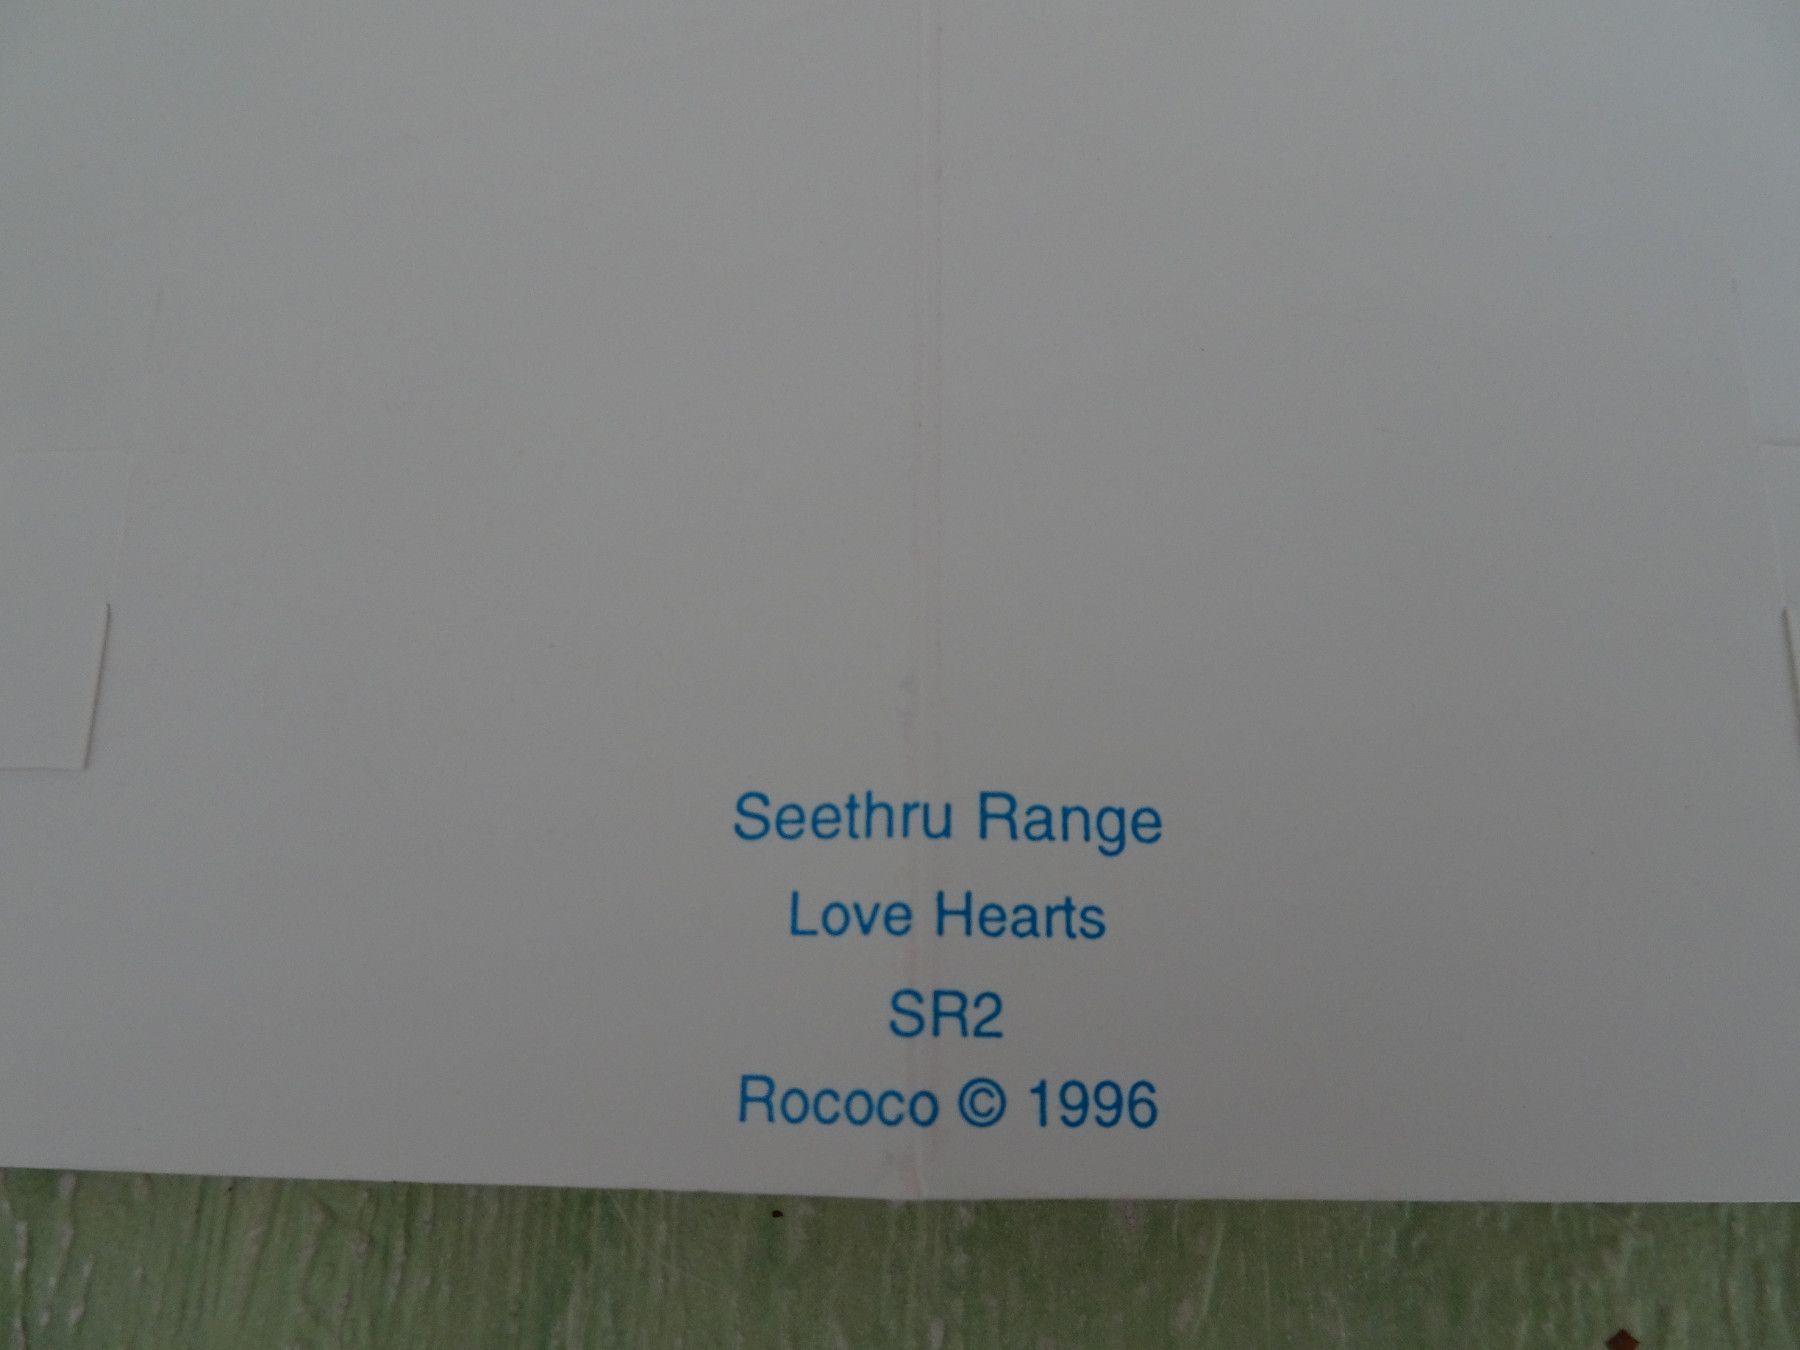 Seethru Range
Love Hearts
SR2
Rococo © 1996